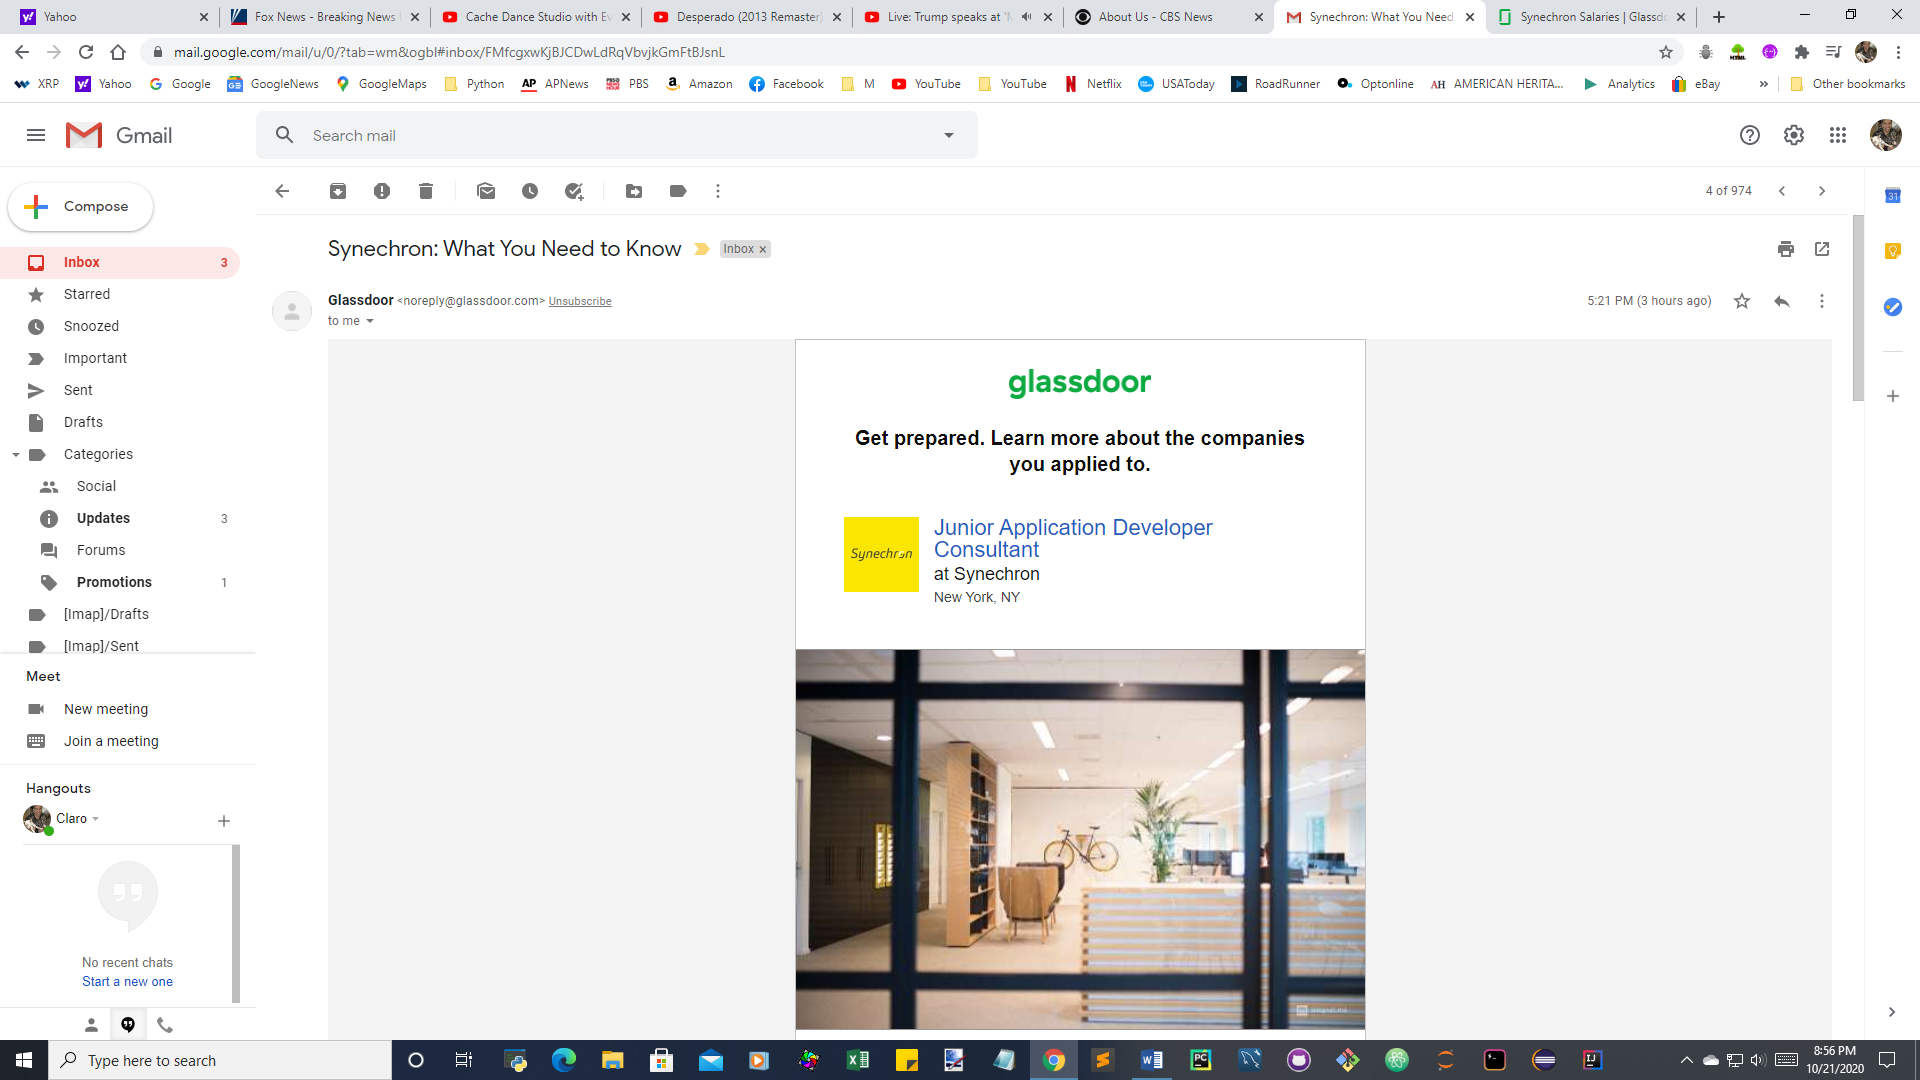 Yahoo
Fox News - Breaking News
Cache Dance Studio with Ev
Desperado (2013 Remaster)
Live: Trump speaks at
About Us - CBS News
Synechron: What You Need
Synechron Salaries | Glassdo
mail.google.com/mail/u/0/?tab=wm&ogbl#inbox/FMfcgxwKjBJCDwLdRqVbvjkGmFtBJsnL
XRP
Yahoo
Google
GoogleNews
GoogleMaps
Python
AP APNews
PBS
Amazon
Facebook
M
YouTube
YouTube
Netflix
USAToday
RoadRunner
Optonline
AH AMERICAN HERITA...
Analytics
eBay
»
Other bookmarks
Gmail
Search mail
Compose
4 of 974
Inbox 3
Starred
Snoozed
Important
Sent
Drafts
Categories
Social
Updates 3
Forums
Promotions 1
[Imap]/Drafts
[Imap]/Sent
Meet
New meeting
Join a meeting
Hangouts
Claro
No recent chats
Start a new one
Synechron: What You Need to Know
Inbox x
Glassdoor <noreply@glassdoor.com> Unsubscribe
5:21 PM (3 hours ago)
to me
31
glassdoor
Get prepared. Learn more about the companies
you applied to.
Synechron
Junior Application Developer
Consultant
at Synechron
New York, NY
Type here to search
8:56 PM
10/21/2020